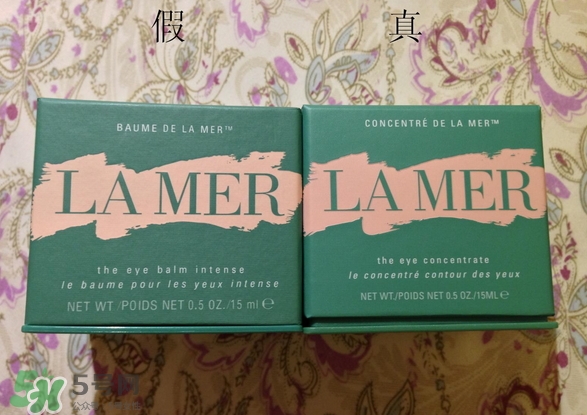 假 真
BAUME DE LA MER™
LA MER
the eye balm intense
le baume pour les yeux intense
NET WT/POIDS NET 0.5 OZ./15 ml ℮
CONCENTRÉ DE LA MER™
LA MER
the eye concentrate
le concentré contour des yeux
NET WT./POIDS NET 0.5 OZ./15ML℮
5号